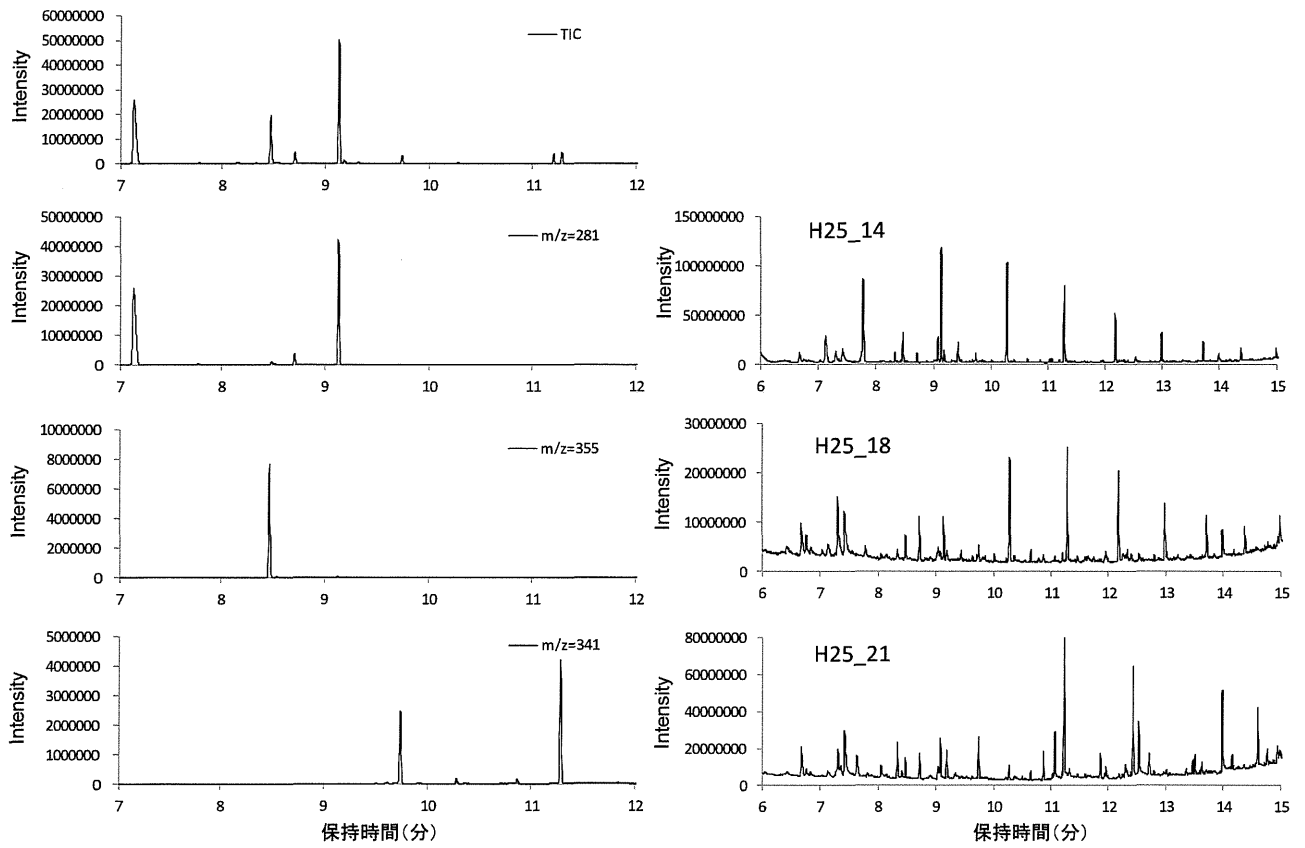 60000000
50000000
40000000
30000000
20000000
10000000
0
Intensity
TIC
7 8 9 10 11 12
50000000
40000000
30000000
20000000
10000000
0
Intensity
m/z=281
7 8 9 10 11 12
10000000
8000000
6000000
4000000
2000000
0
Intensity
m/z=355
7 8 9 10 11 12
5000000
4000000
3000000
2000000
1000000
0
Intensity
m/z=341
7 8 9 10 11 12
保持時間(分)
150000000
100000000
50000000
0
Intensity
H25_14
6 7 8 9 10 11 12 13 14 15
30000000
20000000
10000000
0
Intensity
H25_18
6 7 8 9 10 11 12 13 14 15
80000000
60000000
40000000
20000000
0
Intensity
H25_21
6 7 8 9 10 11 12 13 14 15
保持時間(分)